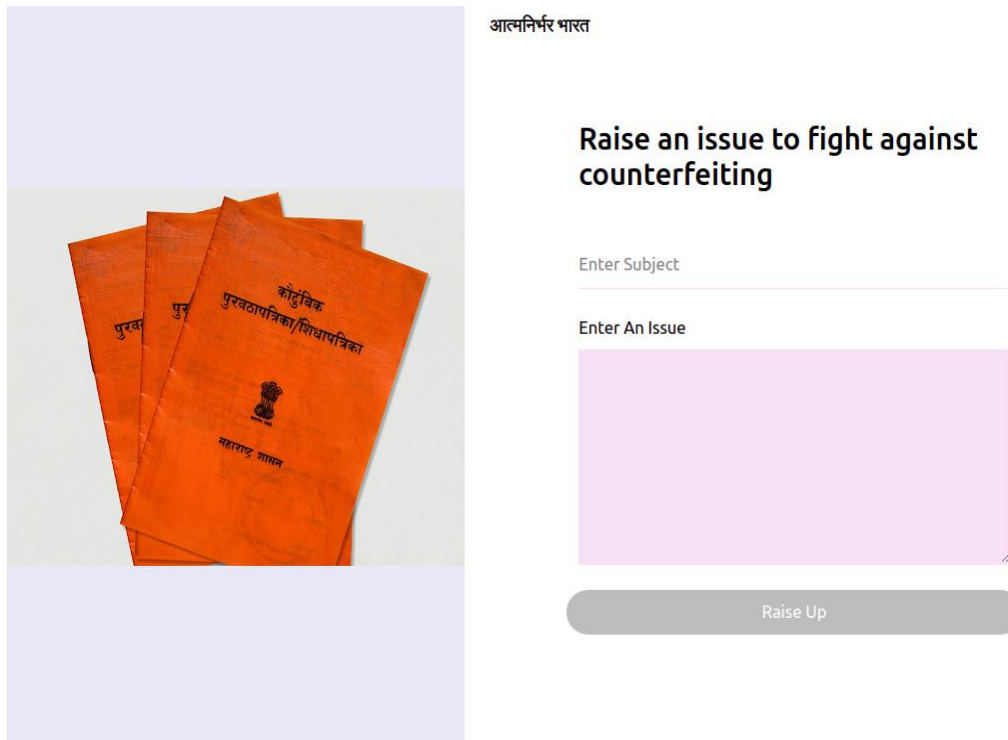 आत्मनिर्भर भारत
Raise an issue to fight against
counterfeiting
Enter Subject
Enter An Issue
Raise Up
कौटुंबिक
पुरवठापत्रिका/शिधापत्रिका
महाराष्ट्र शासन
पुरव
पुर